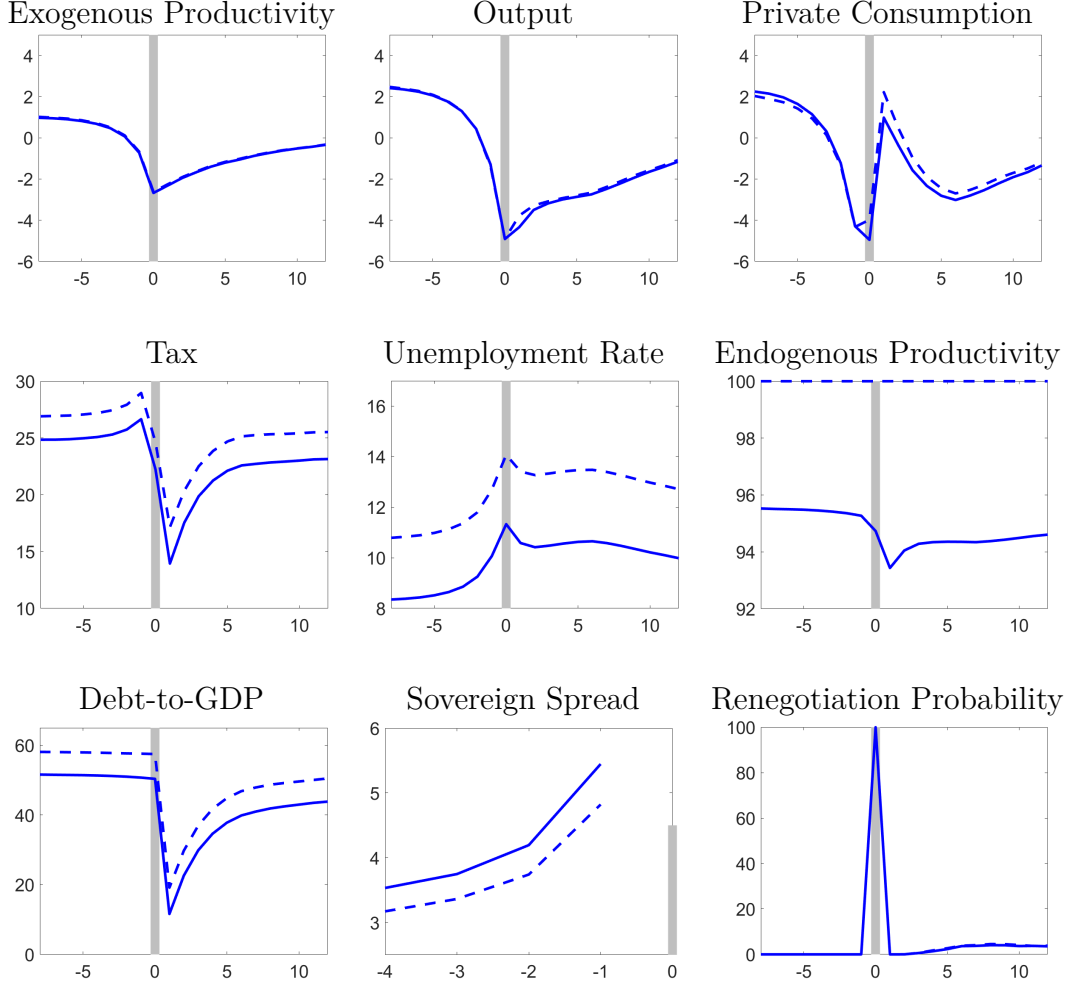 Exogenous Productivity
Output
Private Consumption
4
2
0
-2
-4
-6
-5 0 5 10
4
2
0
-2
-4
-6
-5 0 5 10
4
2
0
-2
-4
-6
-5 0 5 10
Tax
Unemployment Rate
Endogenous Productivity
30
25
20
15
10
-5 0 5 10
16
14
12
10
8
-5 0 5 10
100
98
96
94
92
-5 0 5 10
Debt-to-GDP
Sovereign Spread
Renegotiation Probability
60
40
20
0
-5 0 5 10
6
5
4
3
-4 -3 -2 -1 0
100
80
60
40
20
0
-5 0 5 10